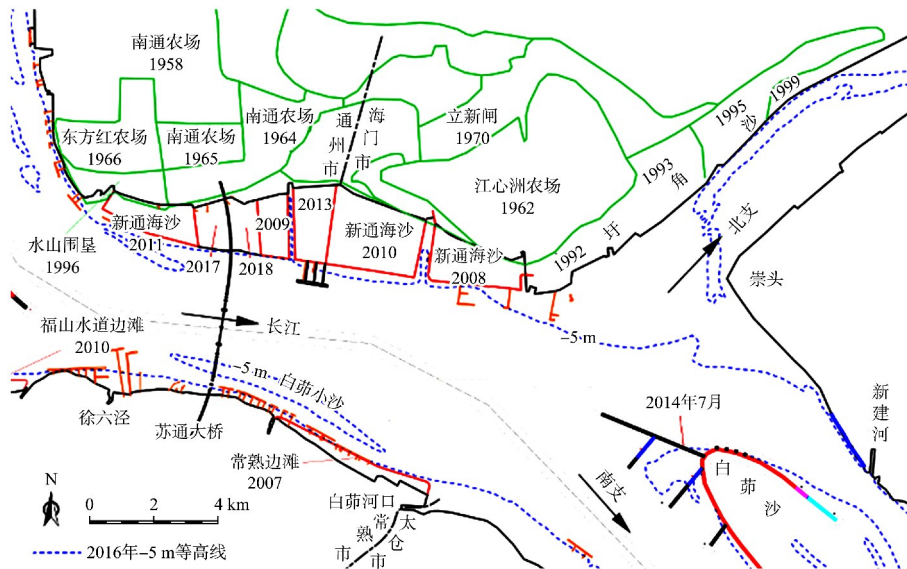 南通农场
1958
东方红农场
1966
南通农场
1965
南通农场
1964
通州市
海门市
立新闸
1970
江心洲农场
1962
1992
圩
1993
角
1995
沙
1999
水山围垦
1996
新通海沙
2011
2017
2018
2009
2013
新通海沙
2010
新通海沙
2008
北支
崇头
-5 m
长江
福山水道边滩
2010
-5 m
白茆小沙
徐六泾
苏通大桥
常熟边滩
2007
白茆河口
常熟市
太仓市
南支
2014年7月
白茆沙
新建河
N
0 2 4 km
2016年-5 m等高线